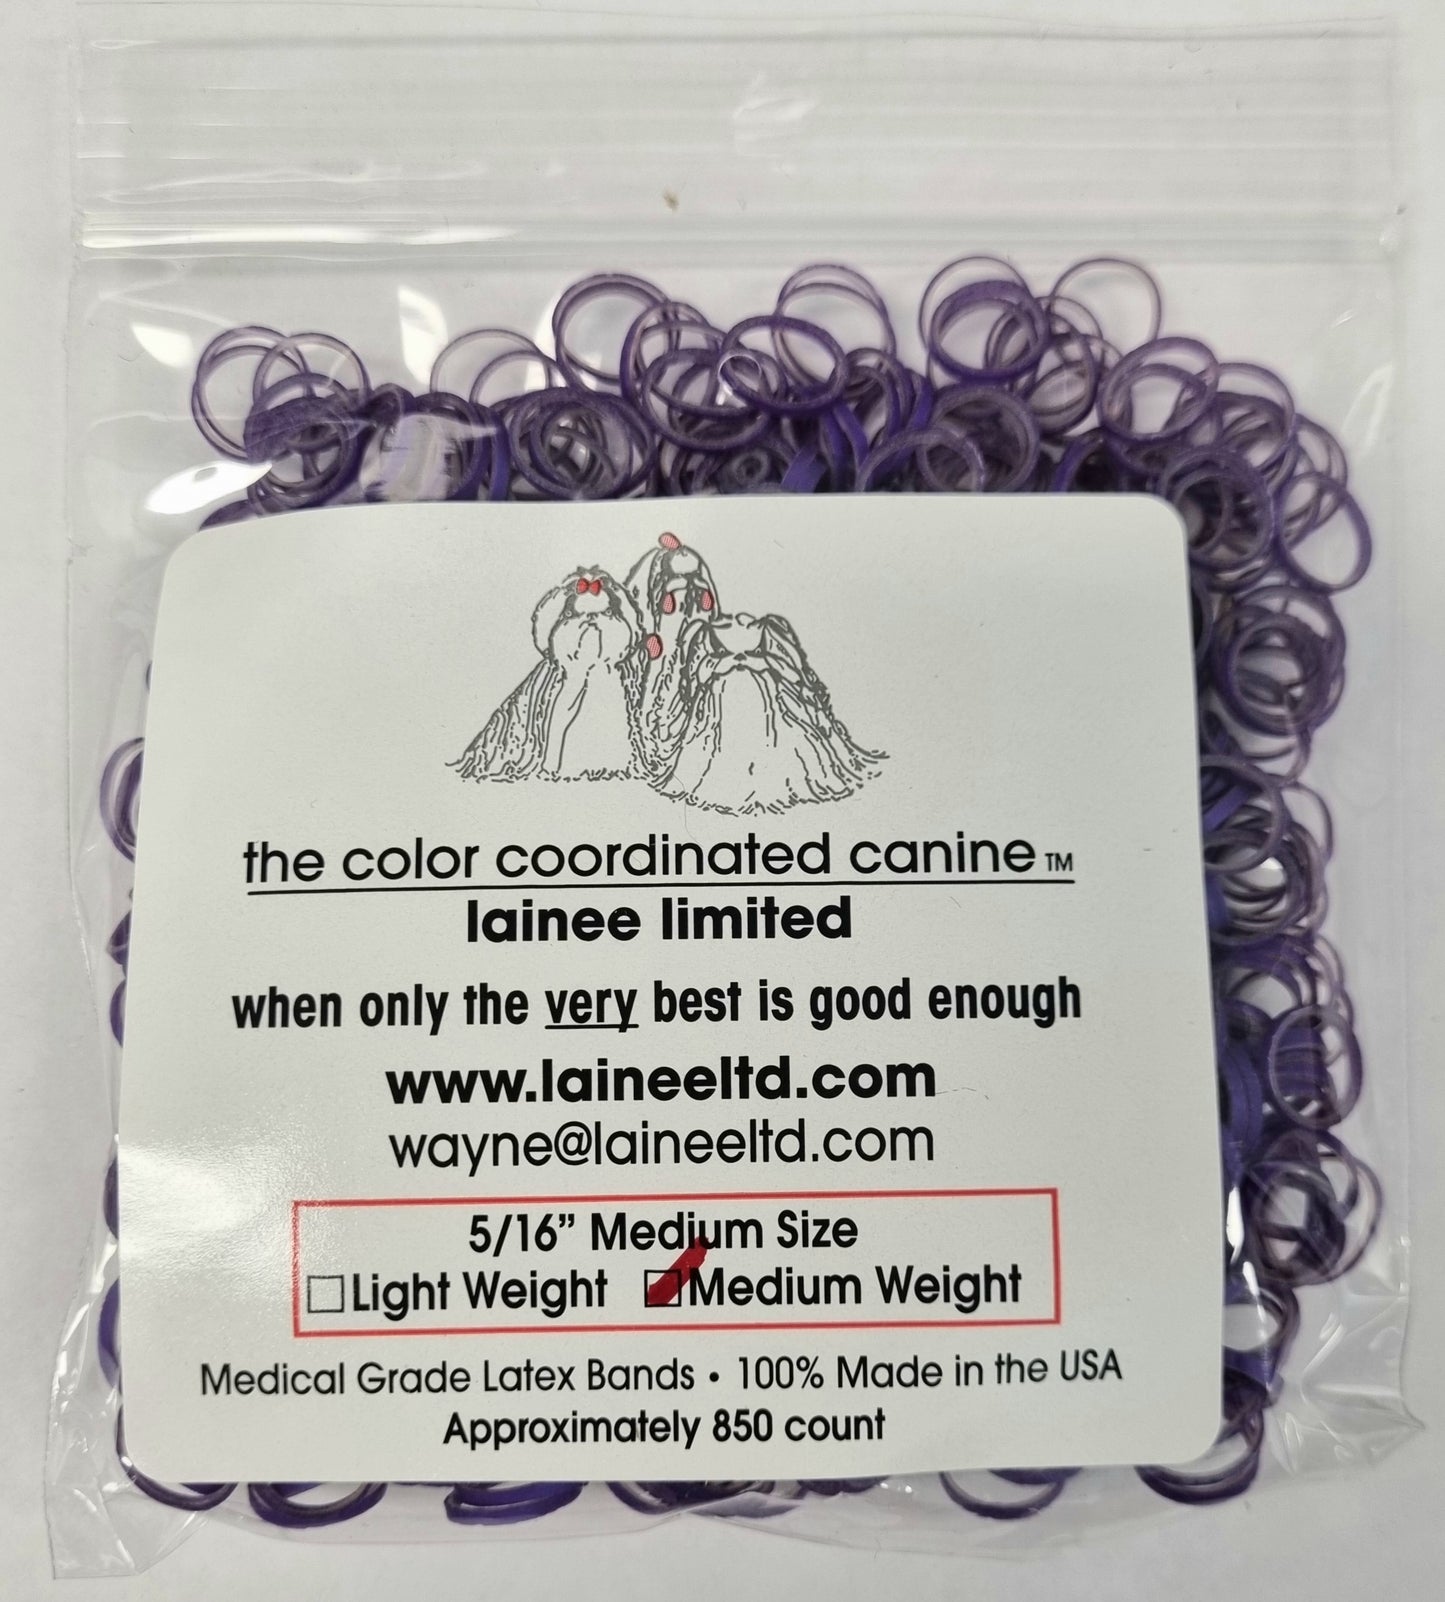 the color coordinated canine™
lainee limited
when only the very best is good enough
www.laineeltd.com
wayne@laineeltd.com
5/16” Medium Size
Light Weight Medium Weight
Medical Grade Latex Bands • 100% Made in the USA
Approximately 850 count